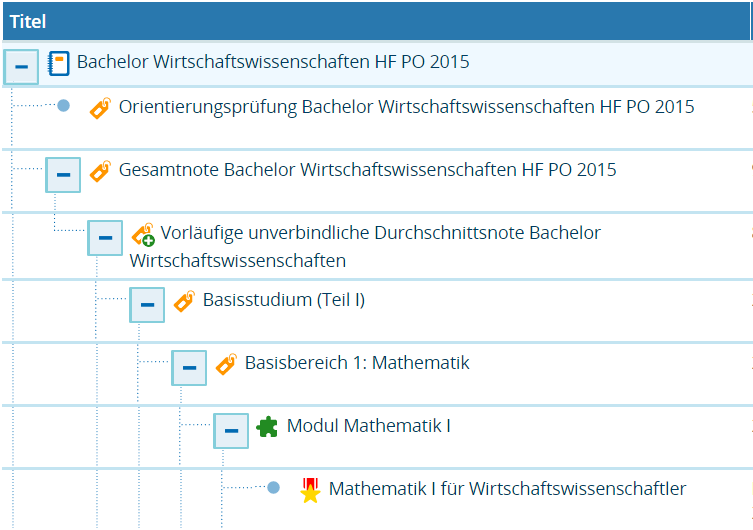 Titel
Bachelor Wirtschaftswissenschaften HF PO 2015
Orientierungsprüfung Bachelor Wirtschaftswissenschaften HF PO 2015
Gesamtnote Bachelor Wirtschaftswissenschaften HF PO 2015
Vorläufige unverbindliche Durchschnittsnote Bachelor
Wirtschaftswissenschaften
Basisstudium (Teil I)
Basisbereich 1: Mathematik
Modul Mathematik I
Mathematik I für Wirtschaftswissenschaftler